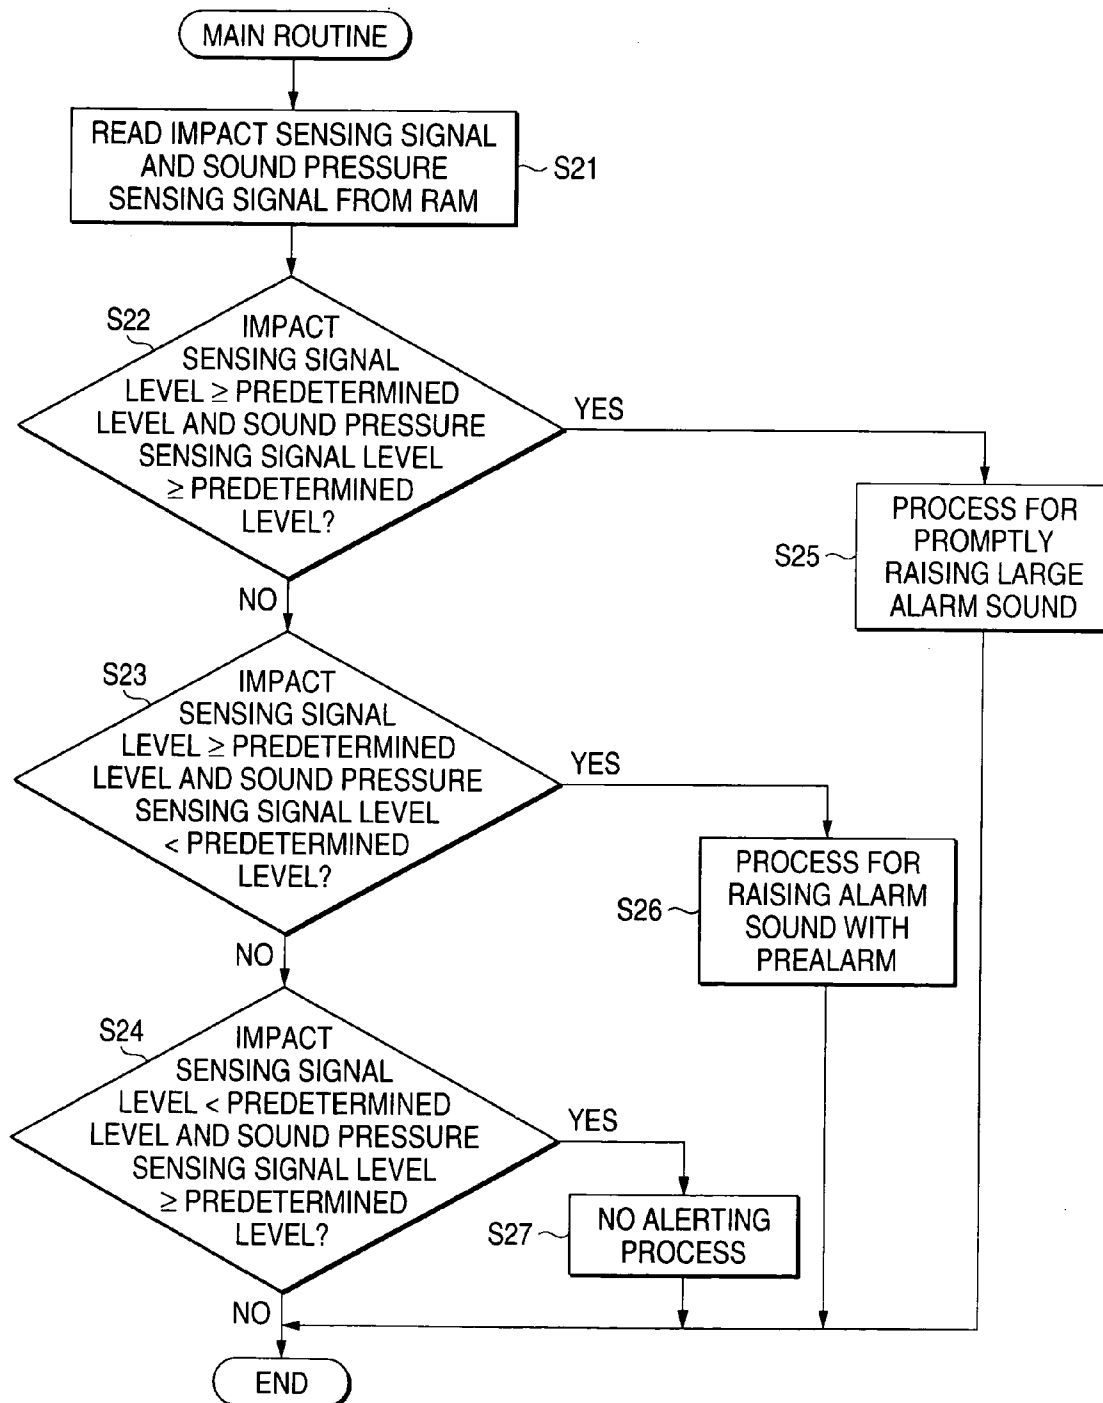 MAIN ROUTINE
READ IMPACT SENSING SIGNAL
AND SOUND PRESSURE
SENSING SIGNAL FROM RAM
S21
S22
IMPACT
SENSING SIGNAL
LEVEL ≥ PREDETERMINED
LEVEL AND SOUND PRESSURE
SENSING SIGNAL LEVEL
≥ PREDETERMINED
LEVEL?
YES
NO
S25
PROCESS FOR
PROMPTLY
RAISING LARGE
ALARM SOUND
S23
IMPACT
SENSING SIGNAL
LEVEL ≥ PREDETERMINED
LEVEL AND SOUND PRESSURE
SENSING SIGNAL LEVEL
< PREDETERMINED
LEVEL?
YES
NO
S26
PROCESS FOR
RAISING ALARM
SOUND WITH
PREALARM
S24
IMPACT
SENSING SIGNAL
LEVEL < PREDETERMINED
LEVEL AND SOUND PRESSURE
SENSING SIGNAL LEVEL
≥ PREDETERMINED
LEVEL?
YES
NO
S27
NO ALERTING
PROCESS
END